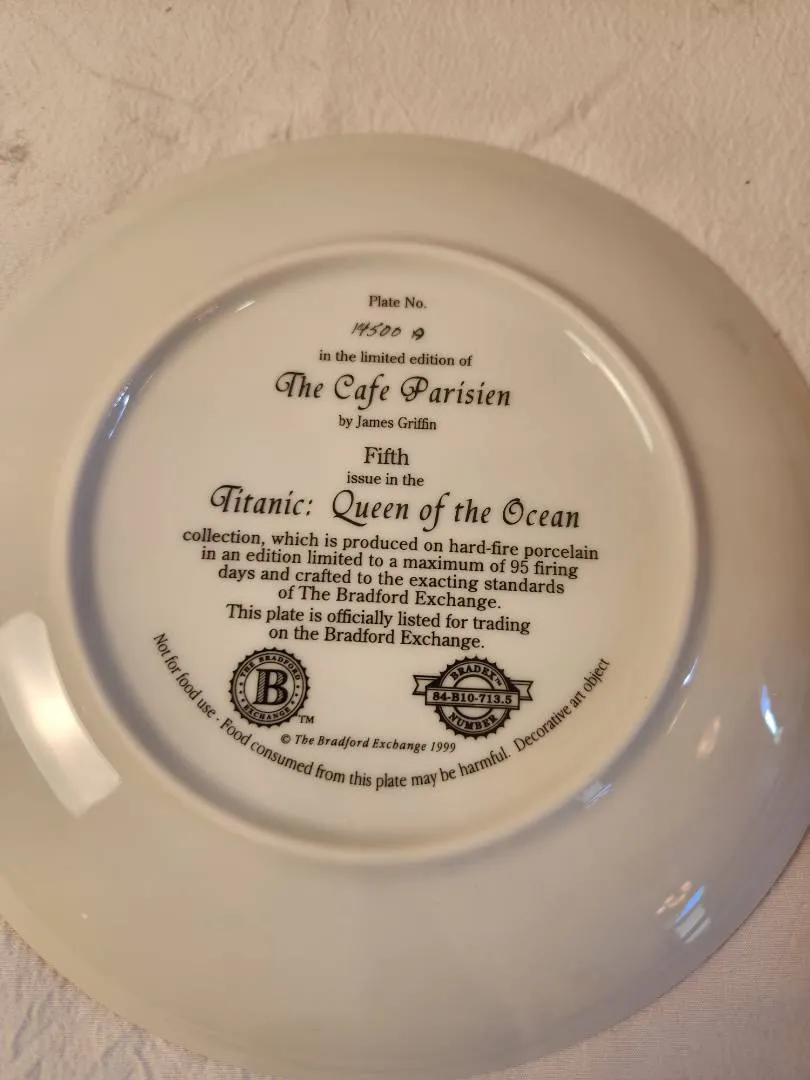 Plate No.
14500 A
in the limited edition of
The Cafe Parisien
by James Griffin
Fifth
issue in the
Titanic: Queen of the Ocean
collection, which is produced on hard-fire porcelain
in an edition limited to a maximum of 95 firing
days and crafted to the exacting standards
of The Bradford Exchange.
This plate is officially listed for trading
on the Bradford Exchange.
THE BRADFORD
B
EXCHANGE
TM
BRADEX™
84-B10-713.5
NUMBER
© The Bradford Exchange 1999
Not for food use · Food consumed from this plate may be harmful. Decorative art object